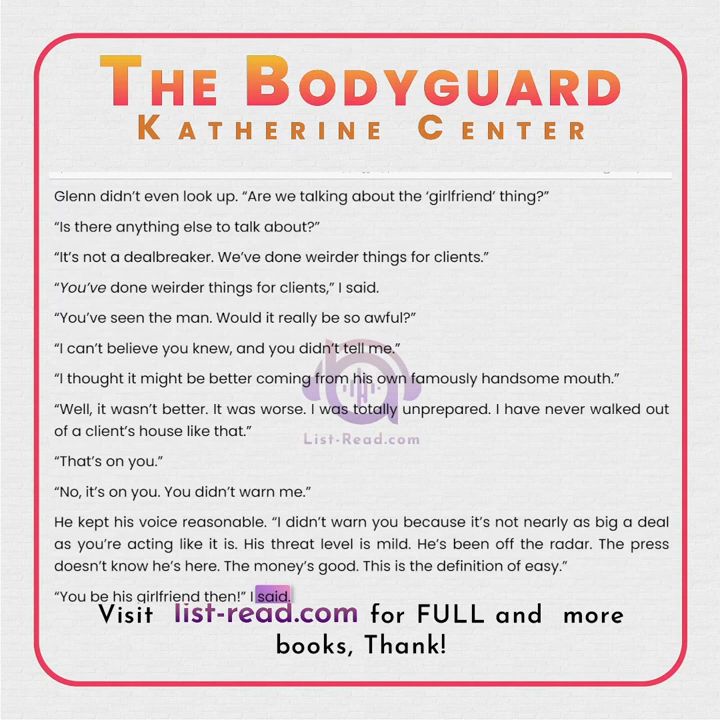 THE BODYGUARD
KATHERINE CENTER
Glenn didn’t even look up. “Are we talking about the ‘girlfriend’ thing?”
“Is there anything else to talk about?”
“It’s not a dealbreaker. We’ve done weirder things for clients.”
“You’ve done weirder things for clients,” I said.
“You’ve seen the man. Would it really be so awful?”
“I can’t believe you knew, and you didn’t tell me.”
“I thought it might be better coming from his own famously handsome mouth.”
“Well, it wasn’t better. It was worse. I was totally unprepared. I have never walked out
of a client’s house like that.”
List-Read.com
“That’s on you.”
“No, it’s on you. You didn’t warn me.”
He kept his voice reasonable. “I didn’t warn you because it’s not nearly as big a deal
as you’re acting like it is. His threat level is mild. He’s been off the radar. The press
doesn’t know he’s here. The money’s good. This is the definition of easy.”
“You be his girlfriend then!” I said.
Visit list-read.com for FULL and more
books, Thank!